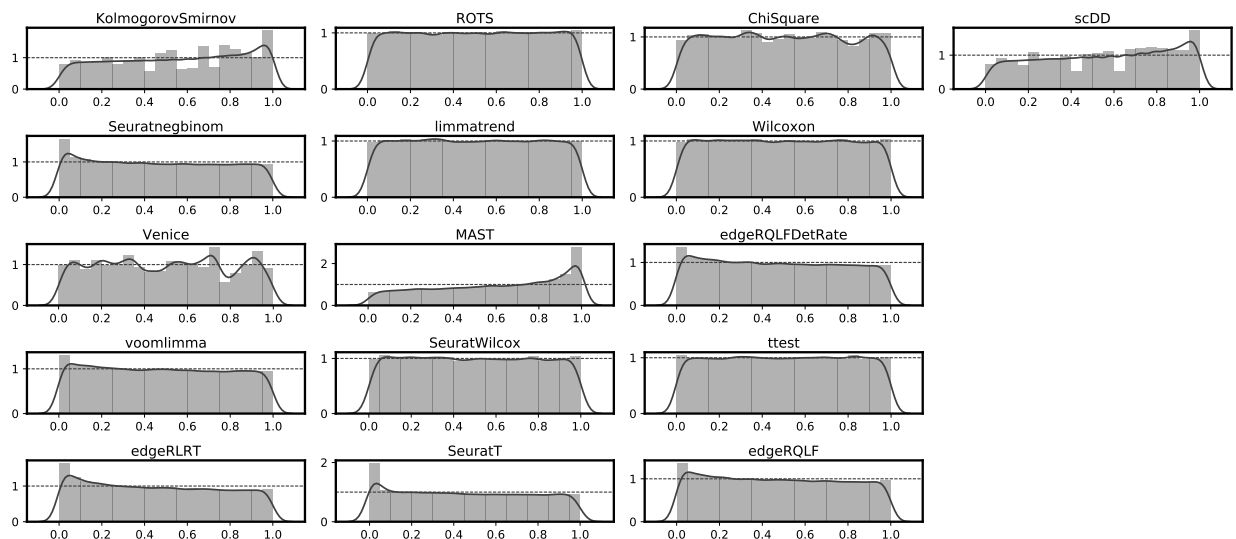 KolmogorovSmirnov ROTS ChiSquare scDD
1 1 1 1
0 0 0 0
0.0 0.2 0.4 0.6 0.8 1.0 0.0 0.2 0.4 0.6 0.8 1.0 0.0 0.2 0.4 0.6 0.8 1.0 0.0 0.2 0.4 0.6 0.8 1.0
Seuratnegbinom limmatrend Wilcoxon
1 1 1
0 0 0
0.0 0.2 0.4 0.6 0.8 1.0 0.0 0.2 0.4 0.6 0.8 1.0 0.0 0.2 0.4 0.6 0.8 1.0
Venice MAST edgeRQLFDetRate
1 2 1
0 0 0
0.0 0.2 0.4 0.6 0.8 1.0 0.0 0.2 0.4 0.6 0.8 1.0 0.0 0.2 0.4 0.6 0.8 1.0
voomlimma SeuratWilcox ttest
1 1 1
0 0 0
0.0 0.2 0.4 0.6 0.8 1.0 0.0 0.2 0.4 0.6 0.8 1.0 0.0 0.2 0.4 0.6 0.8 1.0
edgeRLRT SeuratT edgeRQLF
2
1 1 1
0 0 0
0.0 0.2 0.4 0.6 0.8 1.0 0.0 0.2 0.4 0.6 0.8 1.0 0.0 0.2 0.4 0.6 0.8 1.0